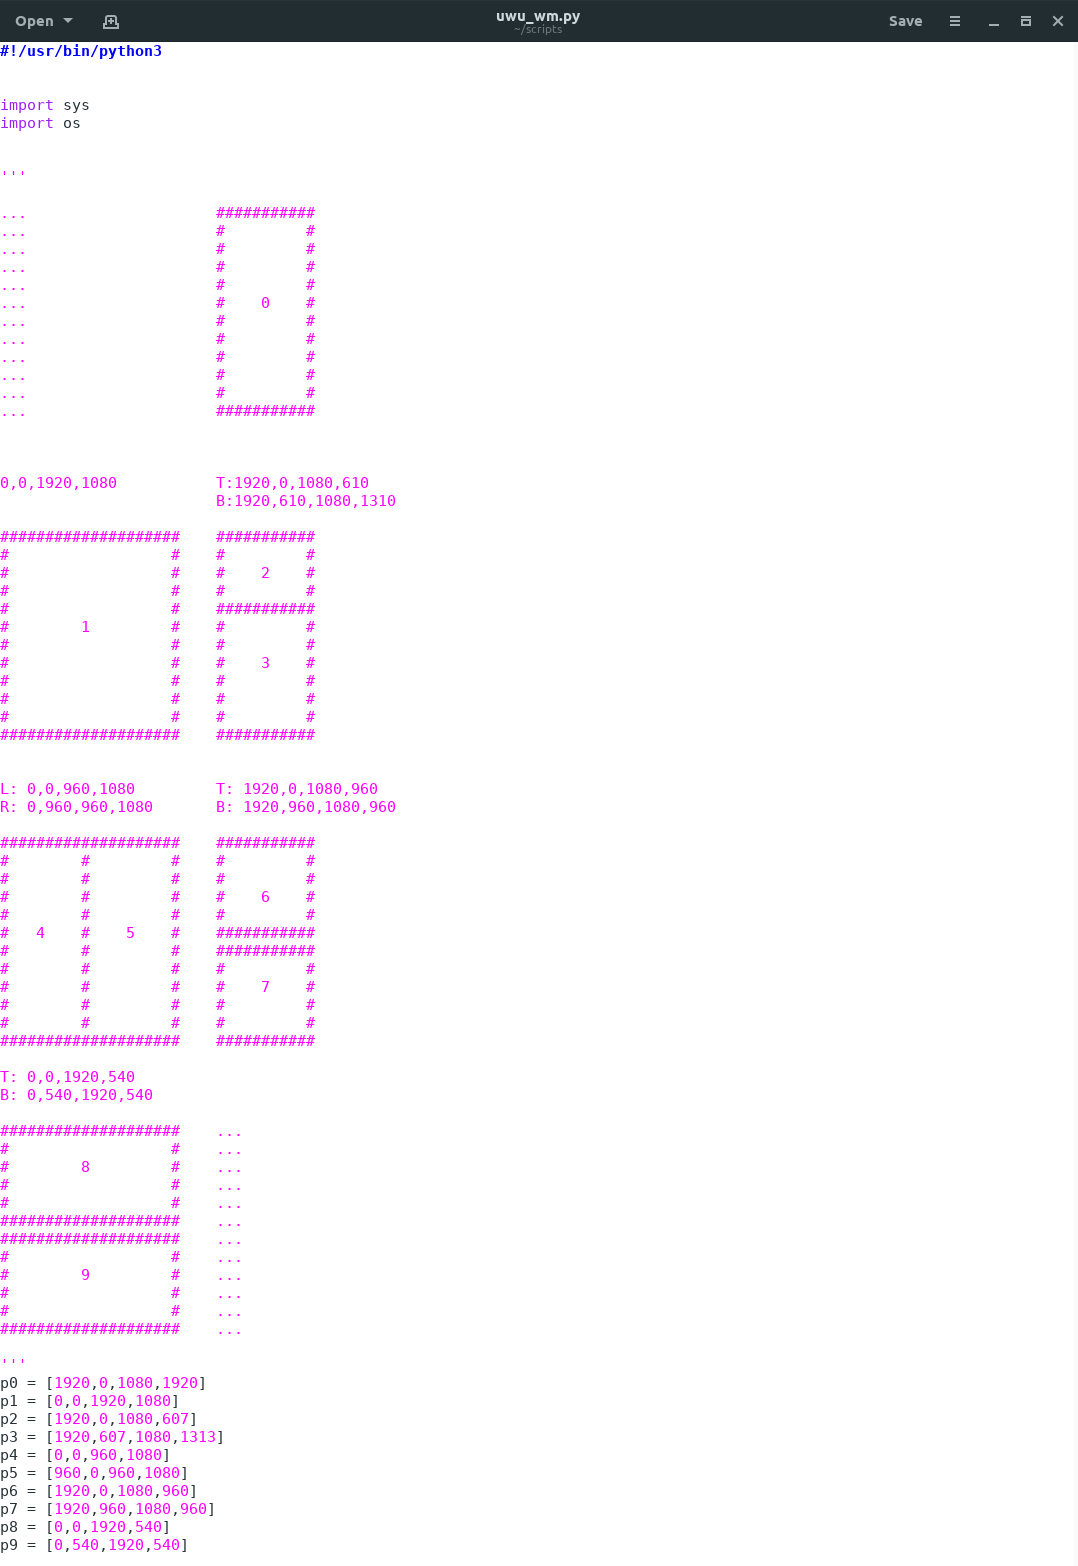 Open uwu_wm.py Save
~/scripts
#!/usr/bin/python3
import sys
import os
'''
...                     ###########
...                     #         #
...                     #         #
...                     #         #
...                     #         #
...                     #    0    #
...                     #         #
...                     #         #
...                     #         #
...                     #         #
...                     #         #
...                     ###########
0,0,1920,1080           T:1920,0,1080,610
                        B:1920,610,1080,1310
####################    ###########
#                  #    #         #
#                  #    #    2    #
#                  #    #         #
#                  #    ###########
#        1         #    #         #
#                  #    #         #
#                  #    #    3    #
#                  #    #         #
#                  #    #         #
#                  #    #         #
####################    ###########
L: 0,0,960,1080         T: 1920,0,1080,960
R: 0,960,960,1080       B: 1920,960,1080,960
####################    ###########
#        #         #    #         #
#        #         #    #         #
#        #         #    #    6    #
#        #         #    #         #
#   4    #    5    #    ###########
#        #         #    ###########
#        #         #    #         #
#        #         #    #    7    #
#        #         #    #         #
#        #         #    #         #
####################    ###########
T: 0,0,1920,540
B: 0,540,1920,540
####################    ...
#                  #    ...
#        8         #    ...
#                  #    ...
#                  #    ...
####################    ...
####################    ...
#                  #    ...
#        9         #    ...
#                  #    ...
#                  #    ...
####################    ...
'''
p0 = [1920,0,1080,1920]
p1 = [0,0,1920,1080]
p2 = [1920,0,1080,607]
p3 = [1920,607,1080,1313]
p4 = [0,0,960,1080]
p5 = [960,0,960,1080]
p6 = [1920,0,1080,960]
p7 = [1920,960,1080,960]
p8 = [0,0,1920,540]
p9 = [0,540,1920,540]